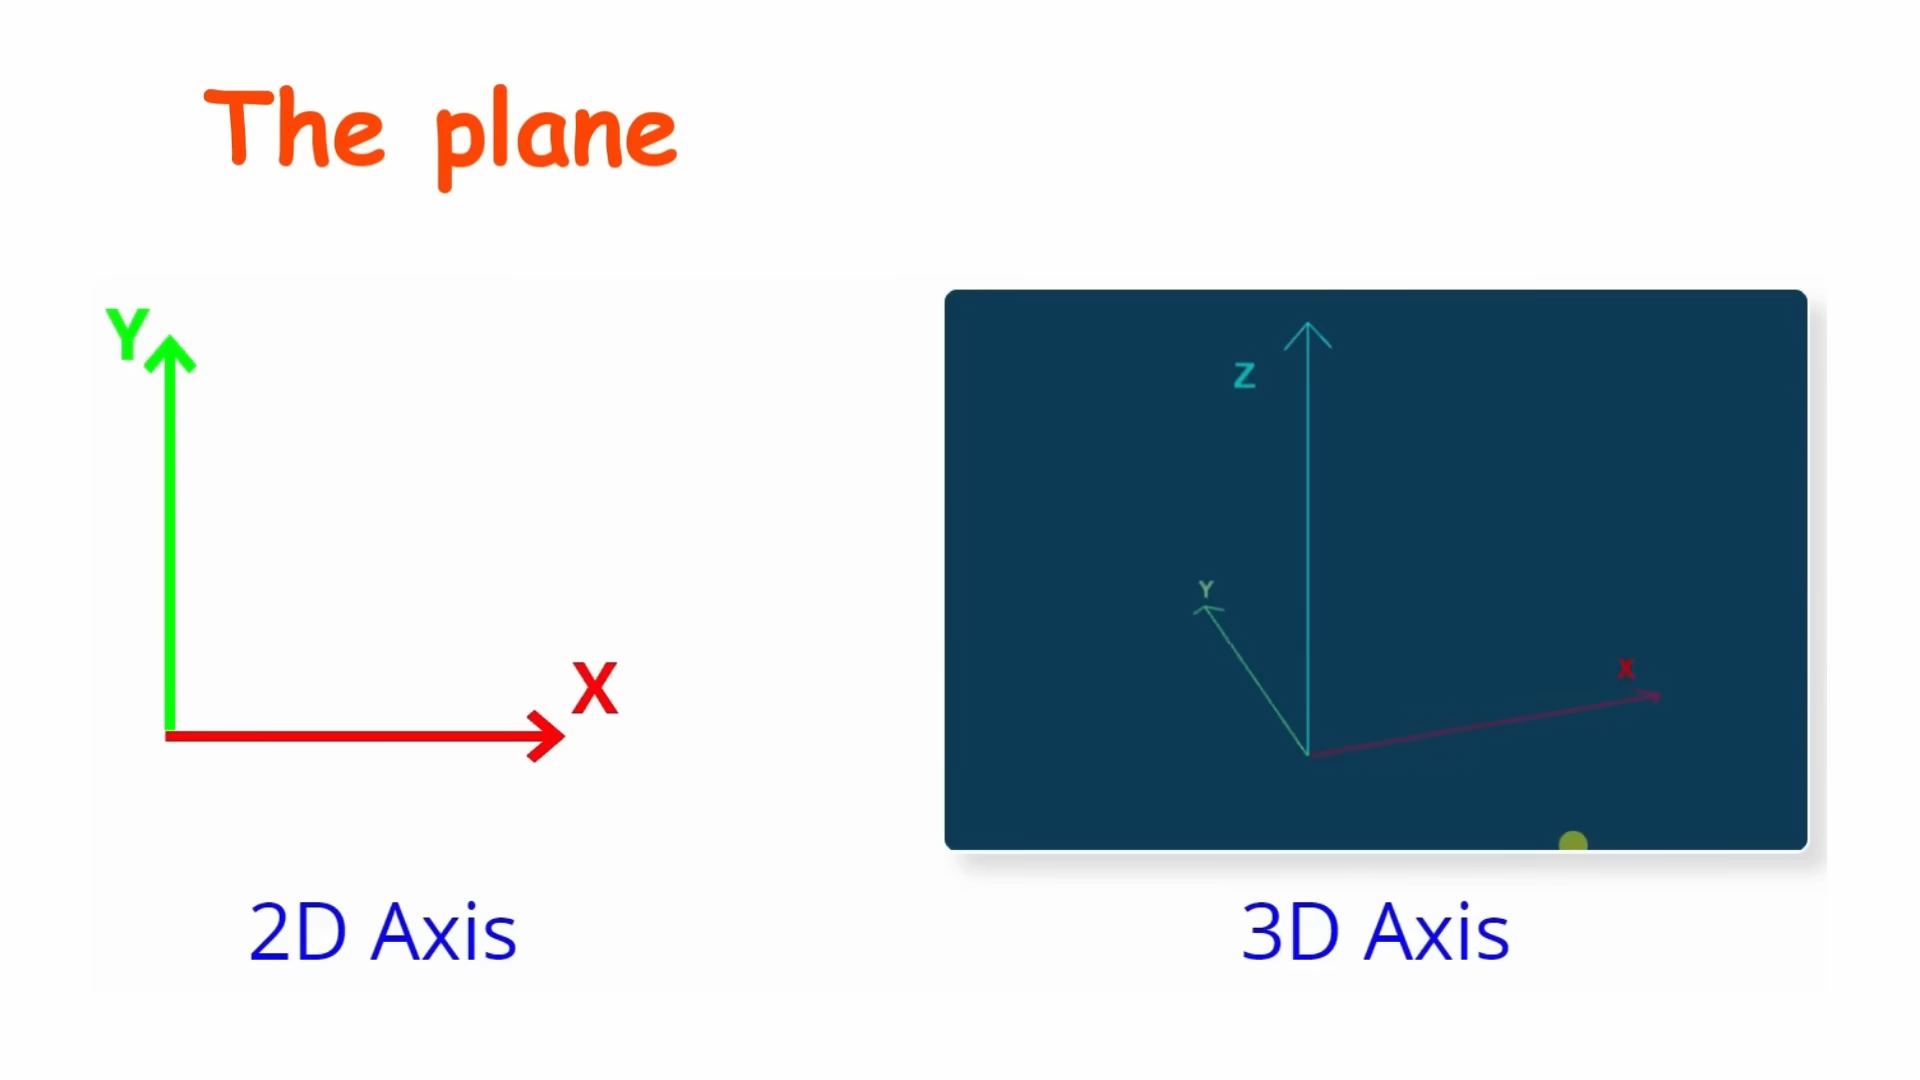 The plane
Y
X
2D Axis
Z
Y
X
3D Axis